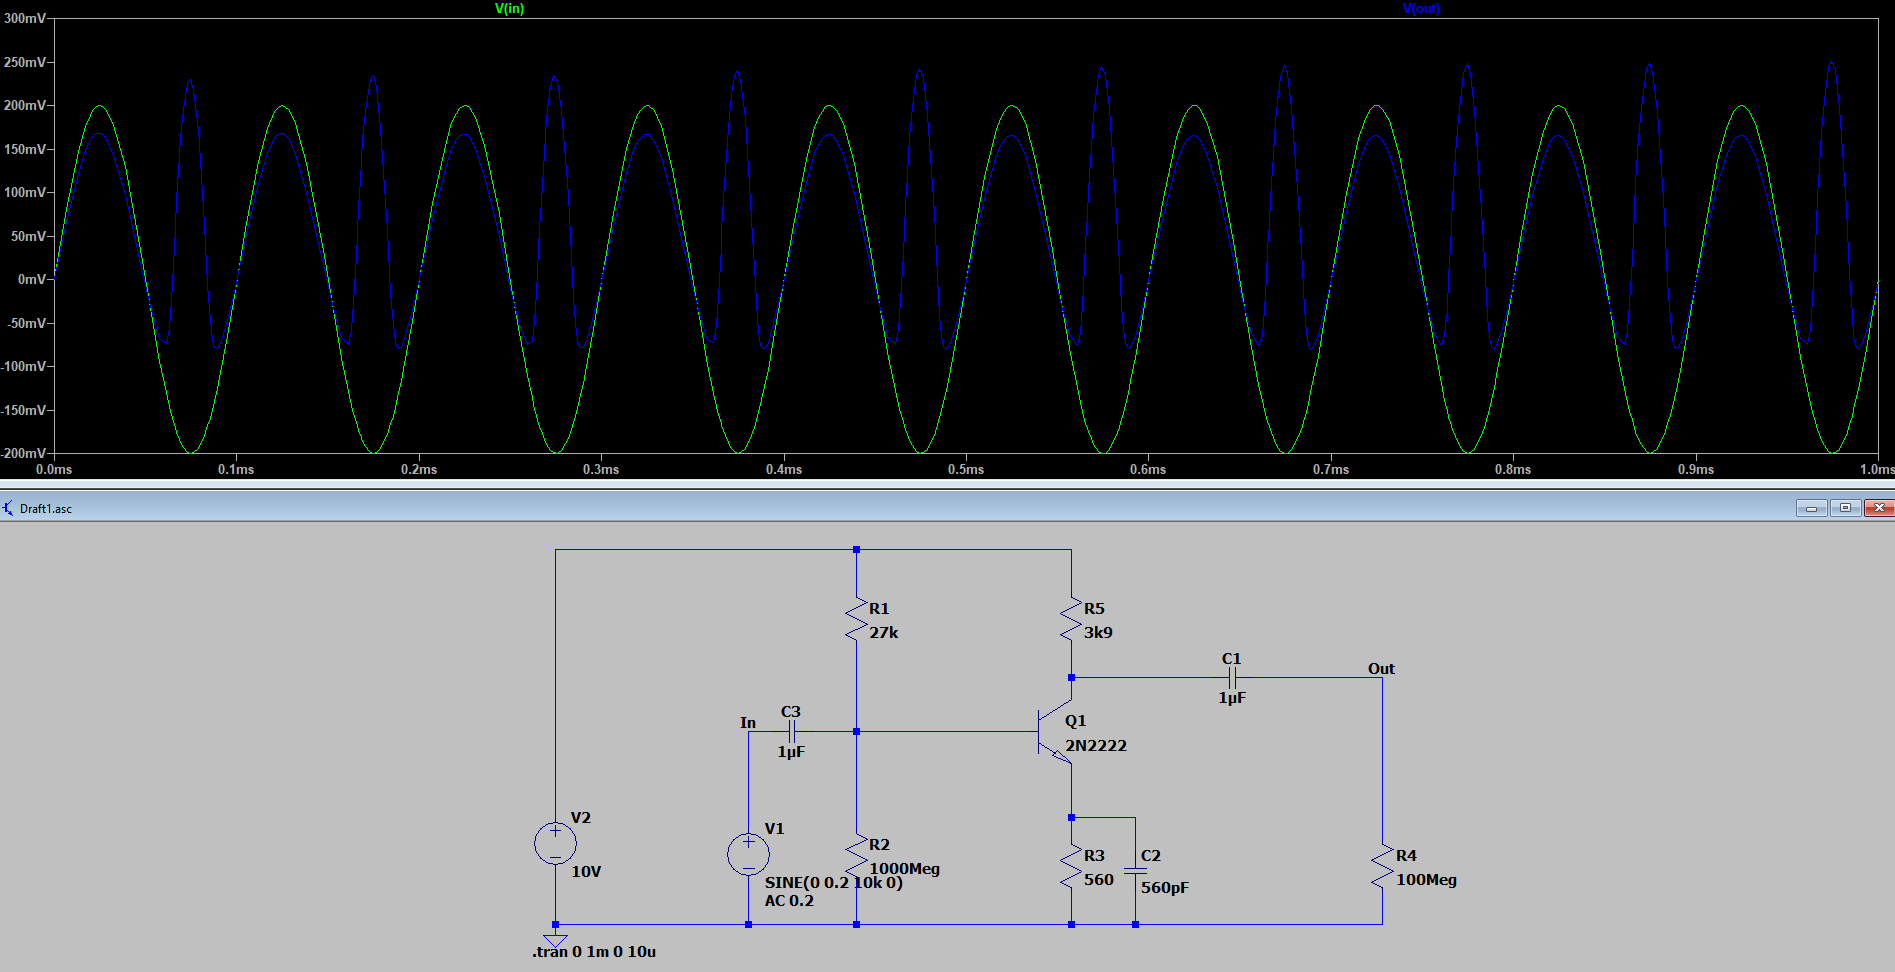 V(in)
V(out)
300mV
250mV
200mV
150mV
100mV
50mV
0mV
-50mV
-100mV
-150mV
-200mV
0.0ms
0.1ms
0.2ms
0.3ms
0.4ms
0.5ms
0.6ms
0.7ms
0.8ms
0.9ms
1.0ms
Draft1.asc
R1
27k
R5
3k9
C1
1µF
Out
In
C3
1µF
Q1
2N2222
V2
10V
V1
SINE(0 0.2 10k 0)
AC 0.2
R2
1000Meg
R3
560
C2
560pF
R4
100Meg
.tran 0 1m 0 10u